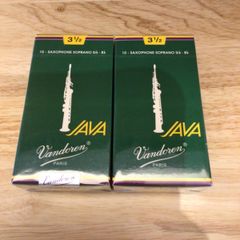 3½
10 - SAXOPHONE SOPRANO Sib - Bb
JAVA
Vandoren
PARIS
3½
10 - SAXOPHONE SOPRANO Sib - Bb
JAVA
Vandoren
PARIS